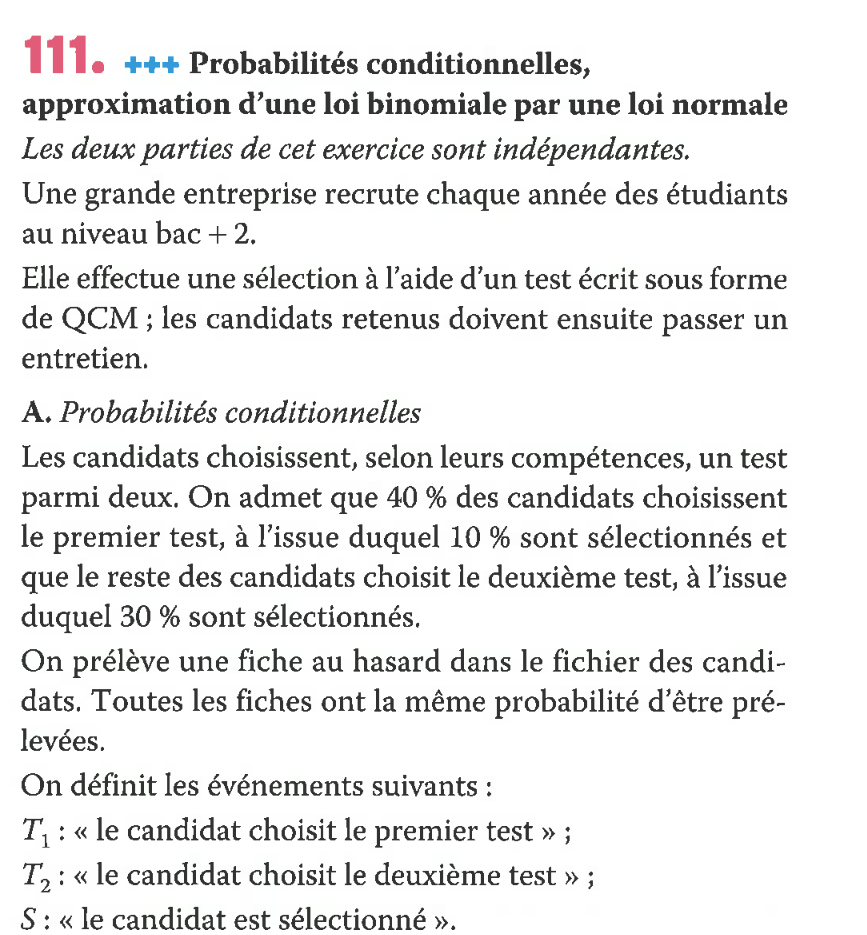 111. +++ Probabilités conditionnelles,
approximation d'une loi binomiale par une loi normale
Les deux parties de cet exercice sont indépendantes.
Une grande entreprise recrute chaque année des étudiants
au niveau bac + 2.
Elle effectue une sélection à l'aide d'un test écrit sous forme
de QCM ; les candidats retenus doivent ensuite passer un
entretien.
A. Probabilités conditionnelles
Les candidats choisissent, selon leurs compétences, un test
parmi deux. On admet que 40 % des candidats choisissent
le premier test, à l'issue duquel 10 % sont sélectionnés et
que le reste des candidats choisit le deuxième test, à l'issue
duquel 30 % sont sélectionnés.
On prélève une fiche au hasard dans le fichier des candi-
dats. Toutes les fiches ont la même probabilité d'être pré-
levées.
On définit les événements suivants :
T₁ : « le candidat choisit le premier test » ;
T₂ : « le candidat choisit le deuxième test » ;
S : « le candidat est sélectionné ».